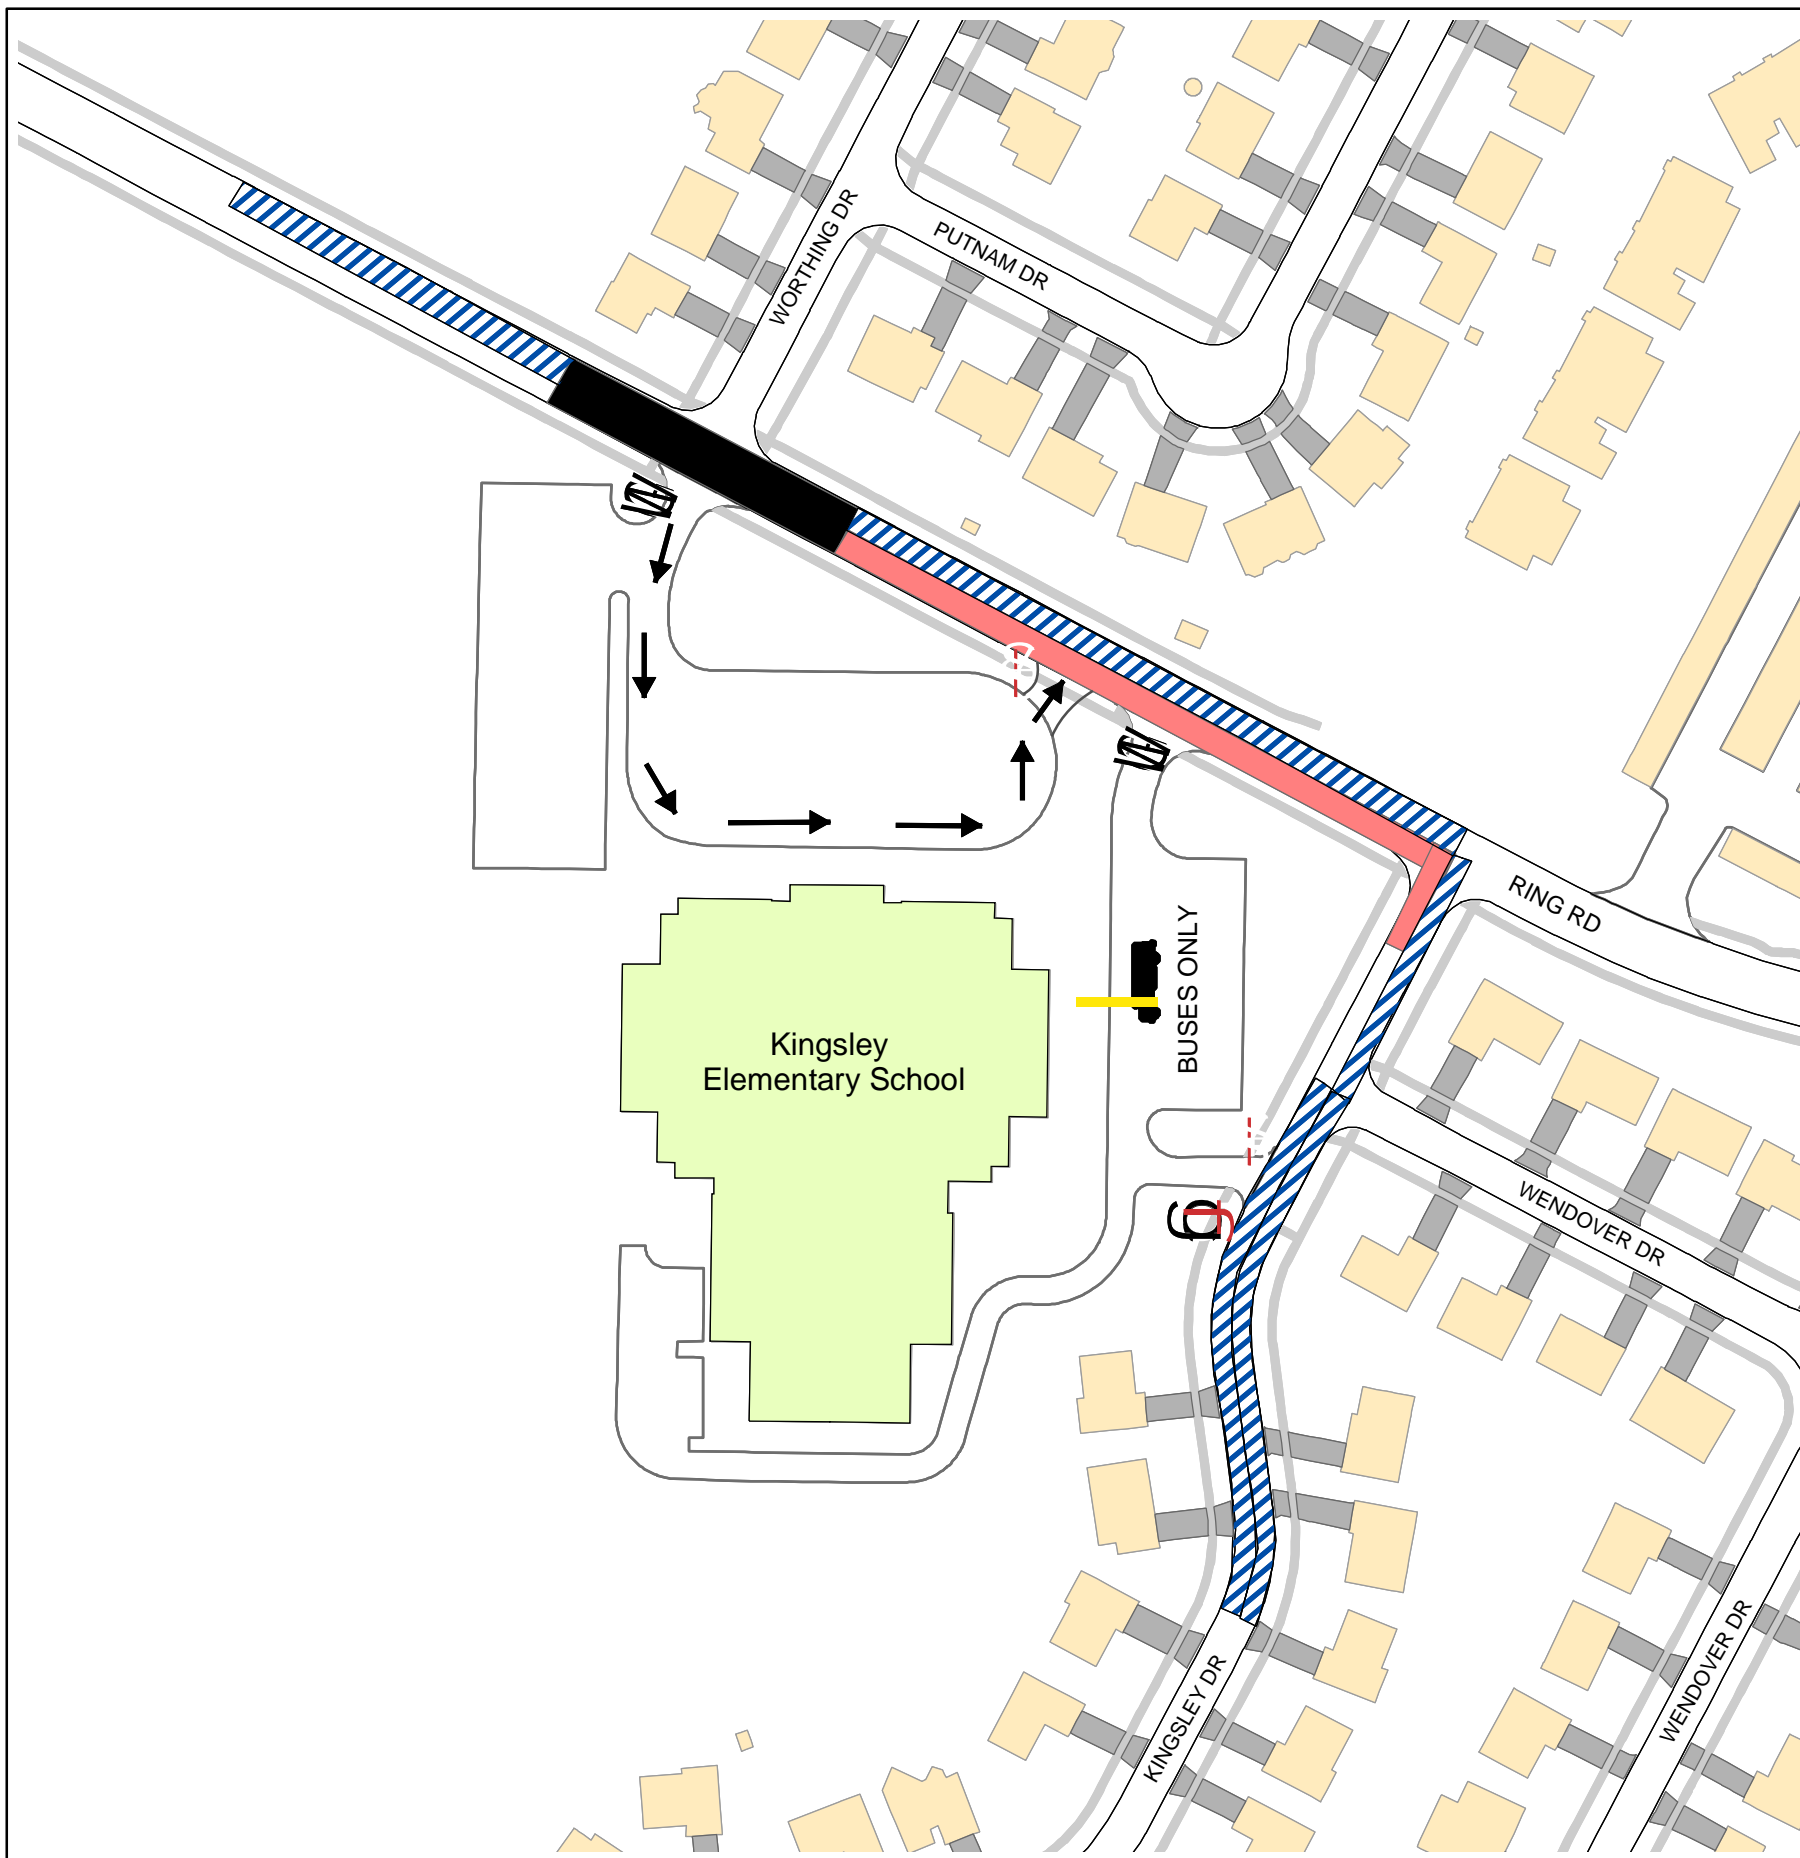 WORTHING DR
PUTNAM DR
RING RD
BUSES ONLY
Kingsley
Elementary School
WENDOVER DR
KINGSLEY DR
WENDOVER DR